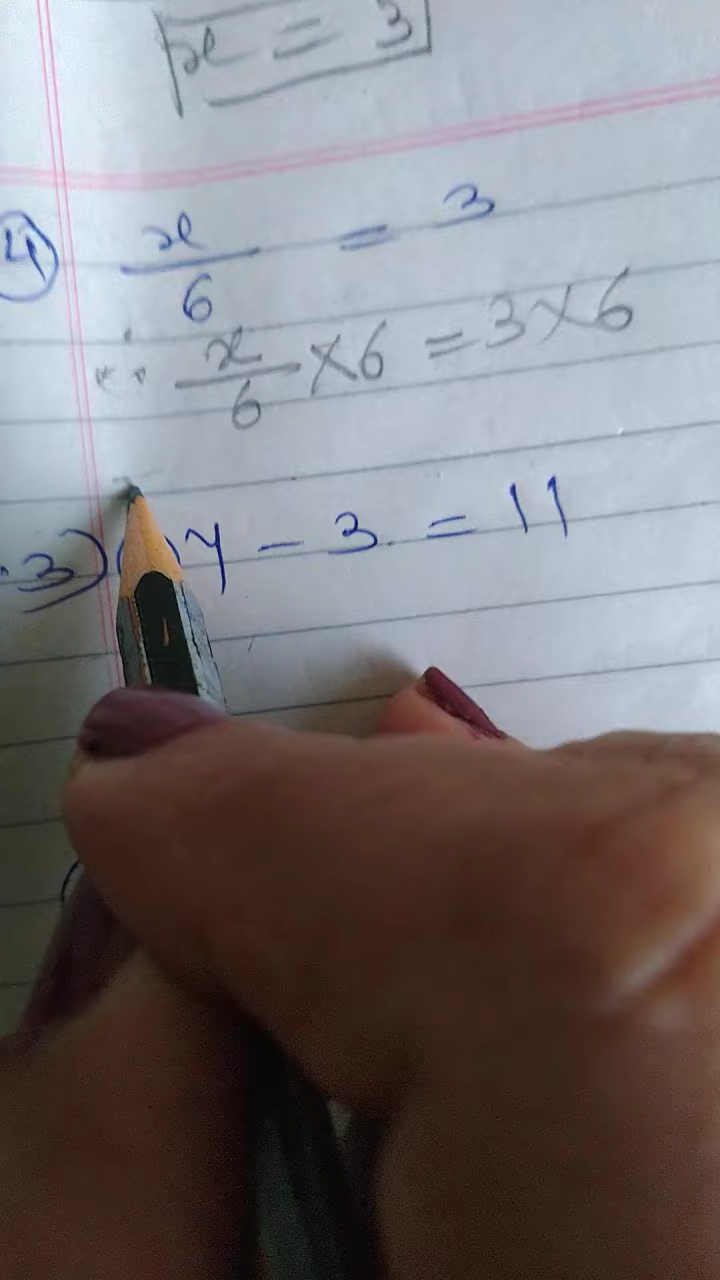 x = 3
4 x/6 = 3
∴ x/6 × 6 = 3 × 6
3) y - 3 = 11